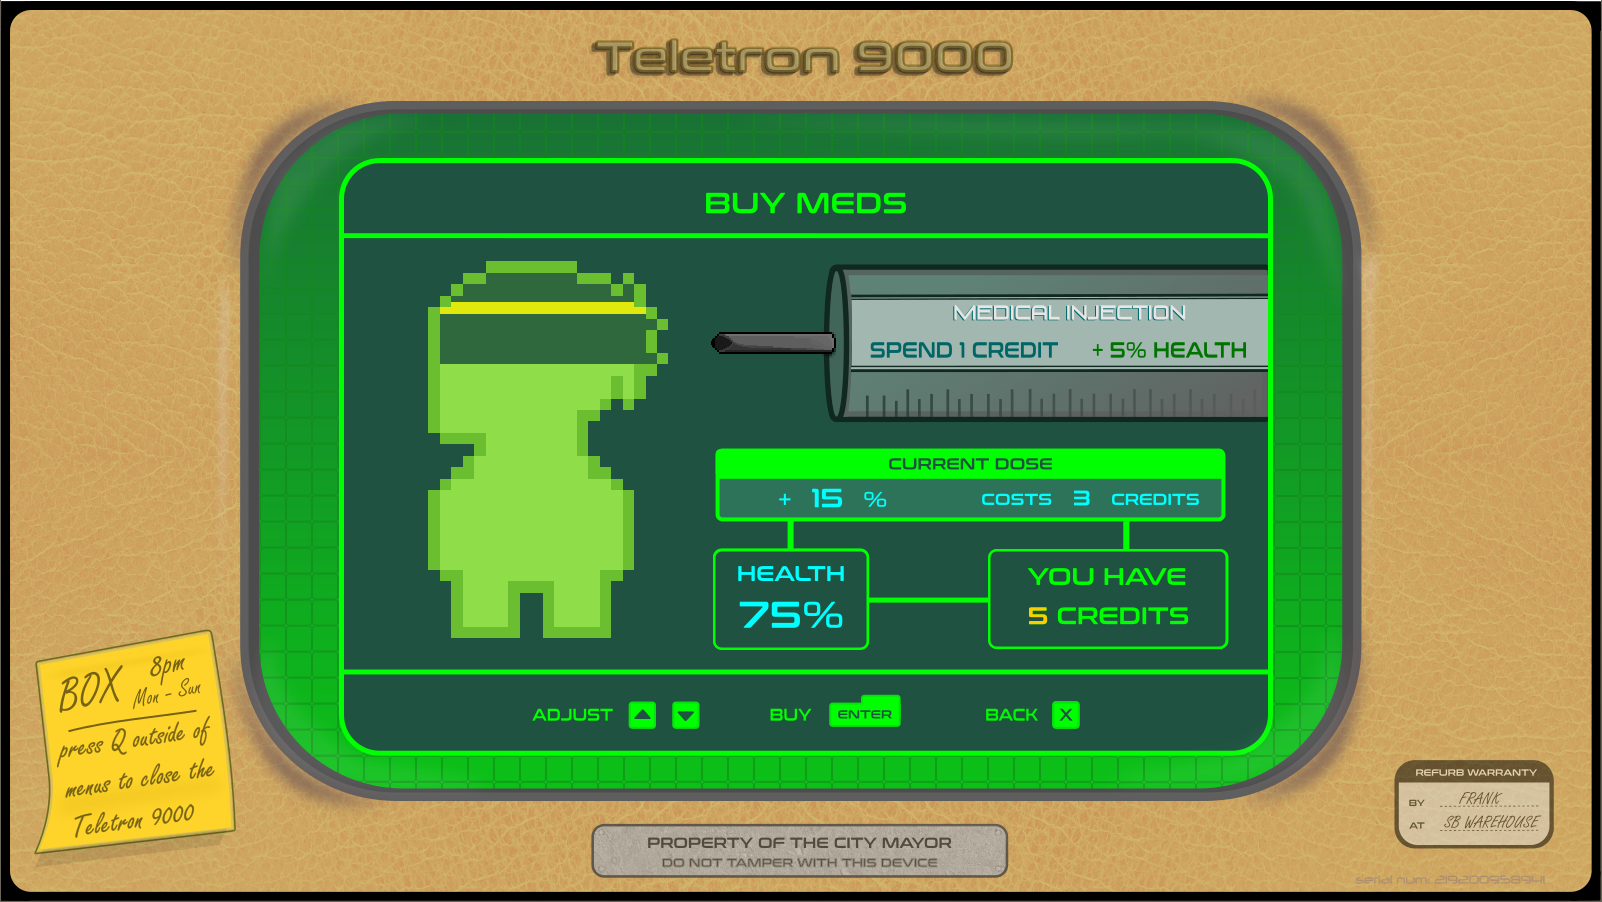 Teletron 9000
BUY MEDS
MEDICAL INJECTION
SPEND 1 CREDIT + 5% HEALTH
CURRENT DOSE
+ 15 % COSTS 3 CREDITS
HEALTH
75%
YOU HAVE
5 CREDITS
ADJUST BUY ENTER BACK X
BOX 8pm
Mon - Sun
press Q outside of
menus to close the
Teletron 9000
PROPERTY OF THE CITY MAYOR
DO NOT TAMPER WITH THIS DEVICE
REFURB WARRANTY
BY FRANK
AT SB WAREHOUSE
serial num: